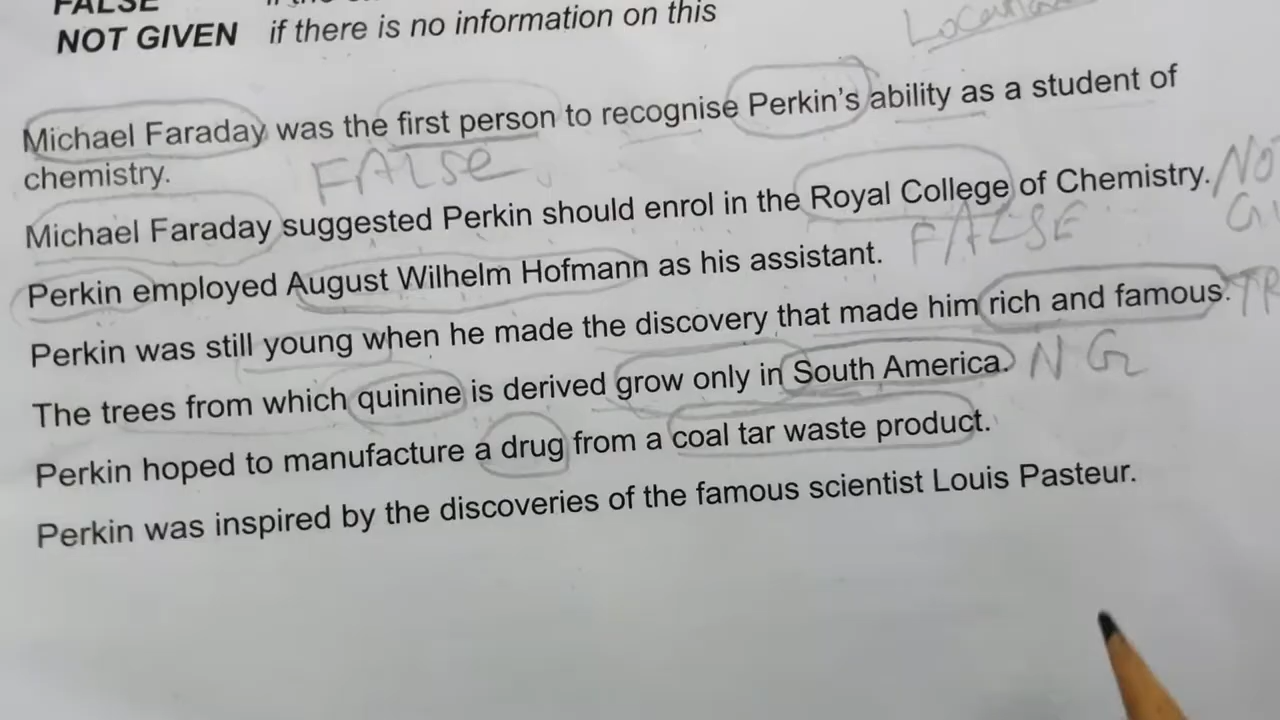 FALSE
NOT GIVEN if there is no information on this
Michael Faraday was the first person to recognise Perkin's ability as a student of
chemistry.
FALSE
Michael Faraday suggested Perkin should enrol in the Royal College of Chemistry. NO
Perkin employed August Wilhelm Hofmann as his assistant. FALSE
Perkin was still young when he made the discovery that made him rich and famous. TR
The trees from which quinine is derived grow only in South America. NG
Perkin hoped to manufacture a drug from a coal tar waste product.
Perkin was inspired by the discoveries of the famous scientist Louis Pasteur.